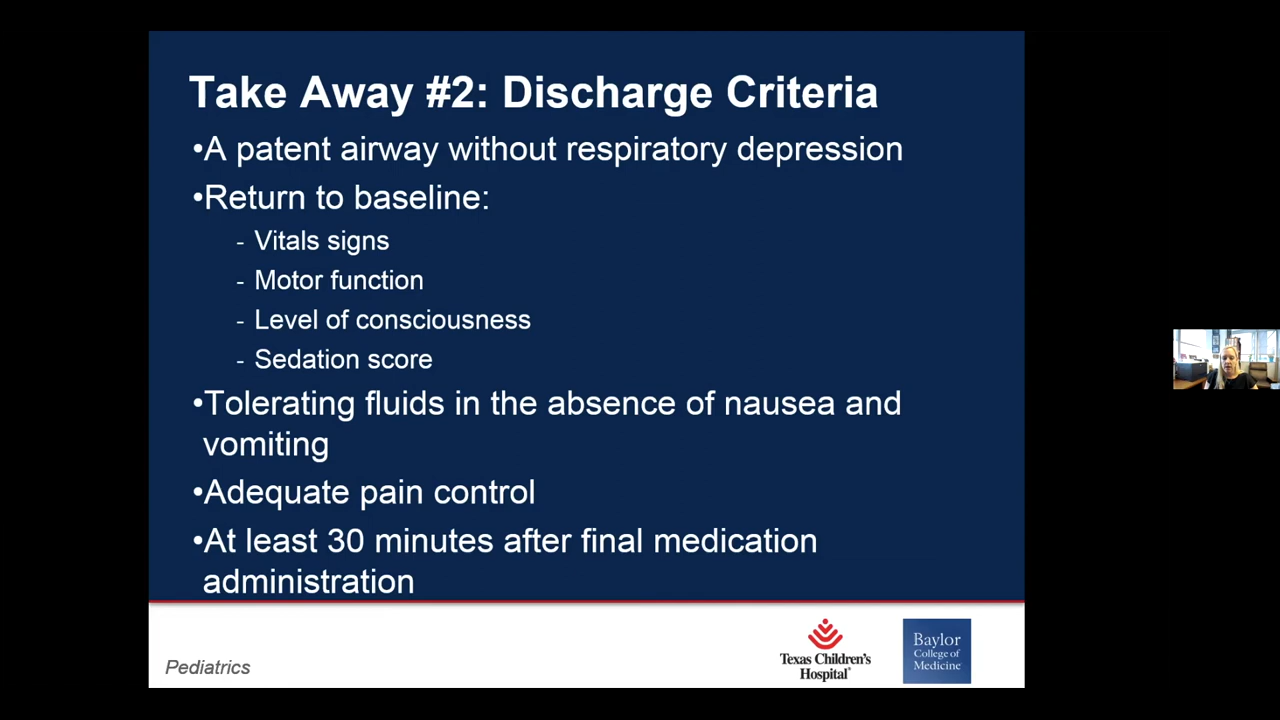 Take Away #2: Discharge Criteria
•A patent airway without respiratory depression
•Return to baseline:
- Vitals signs
- Motor function
- Level of consciousness
- Sedation score
•Tolerating fluids in the absence of nausea and
vomiting
•Adequate pain control
•At least 30 minutes after final medication
administration
Pediatrics
Texas Children's
Hospital®
Baylor
College of
Medicine